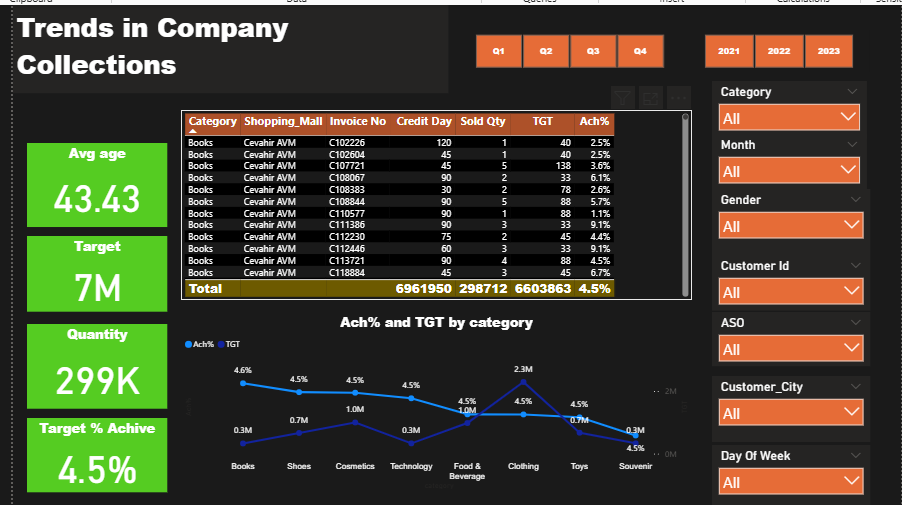 Trends in Company
Collections
Q1 Q2 Q3 Q4
2021 2022 2023
Avg age
43.43
Target
7M
Quantity
299K
Target % Achive
4.5%
Category Shopping_Mall Invoice No Credit Day Sold Qty TGT Ach%
Books Cevahir AVM C102226 120 1 40 2.5%
Books Cevahir AVM C102604 45 1 40 2.5%
Books Cevahir AVM C107721 45 5 138 3.6%
Books Cevahir AVM C108067 90 2 33 6.1%
Books Cevahir AVM C108383 30 2 78 2.6%
Books Cevahir AVM C108844 90 5 88 5.7%
Books Cevahir AVM C110577 90 1 88 1.1%
Books Cevahir AVM C111386 90 3 33 9.1%
Books Cevahir AVM C112230 75 2 45 4.4%
Books Cevahir AVM C112446 60 3 33 9.1%
Books Cevahir AVM C113721 90 4 88 4.5%
Books Cevahir AVM C118884 45 3 45 6.7%
Total 6961950 298712 6603863 4.5%
Ach% and TGT by category
Ach% TGT
4.6% 4.5% 4.5% 4.5% 4.5% 4.5% 4.5% 4.5%
0.3M 0.7M 1.0M 0.3M 1.0M 2.3M 0.7M 0.3M
2M
0M
Books Shoes Cosmetics Technology Food & Clothing Toys Souvenir
Beverage
Category
All
Month
All
Gender
All
Customer Id
All
ASO
All
Customer_City
All
Day Of Week
All